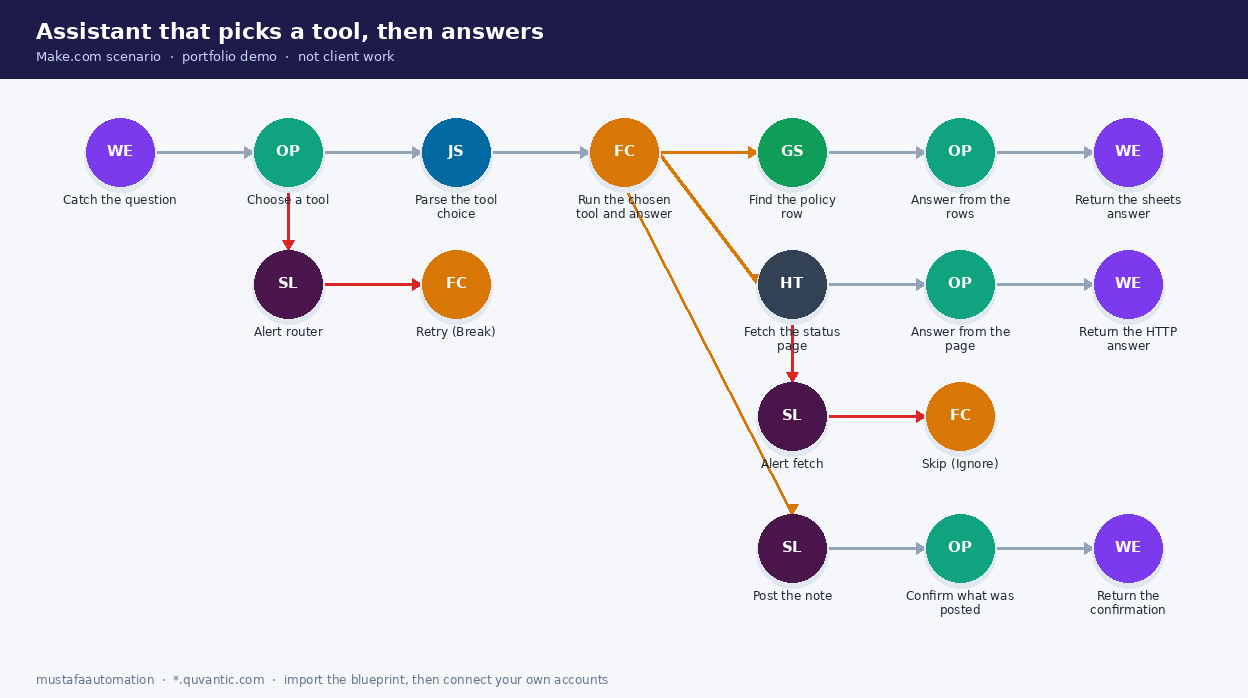 Assistant that picks a tool, then answers
Make.com scenario · portfolio demo · not client work
WE
OP
JS
FC
GS
OP
WE
Catch the question
Choose a tool
Parse the tool
choice
Run the chosen
tool and answer
Find the policy
row
Answer from the
rows
Return the sheets
answer
SL
FC
HT
OP
WE
Alert router
Retry (Break)
Fetch the status
page
Answer from the
page
Return the HTTP
answer
SL
FC
Alert fetch
Skip (Ignore)
SL
OP
WE
Post the note
Confirm what was
posted
Return the
confirmation
mustafaautomation · *.quvantic.com · import the blueprint, then connect your own accounts